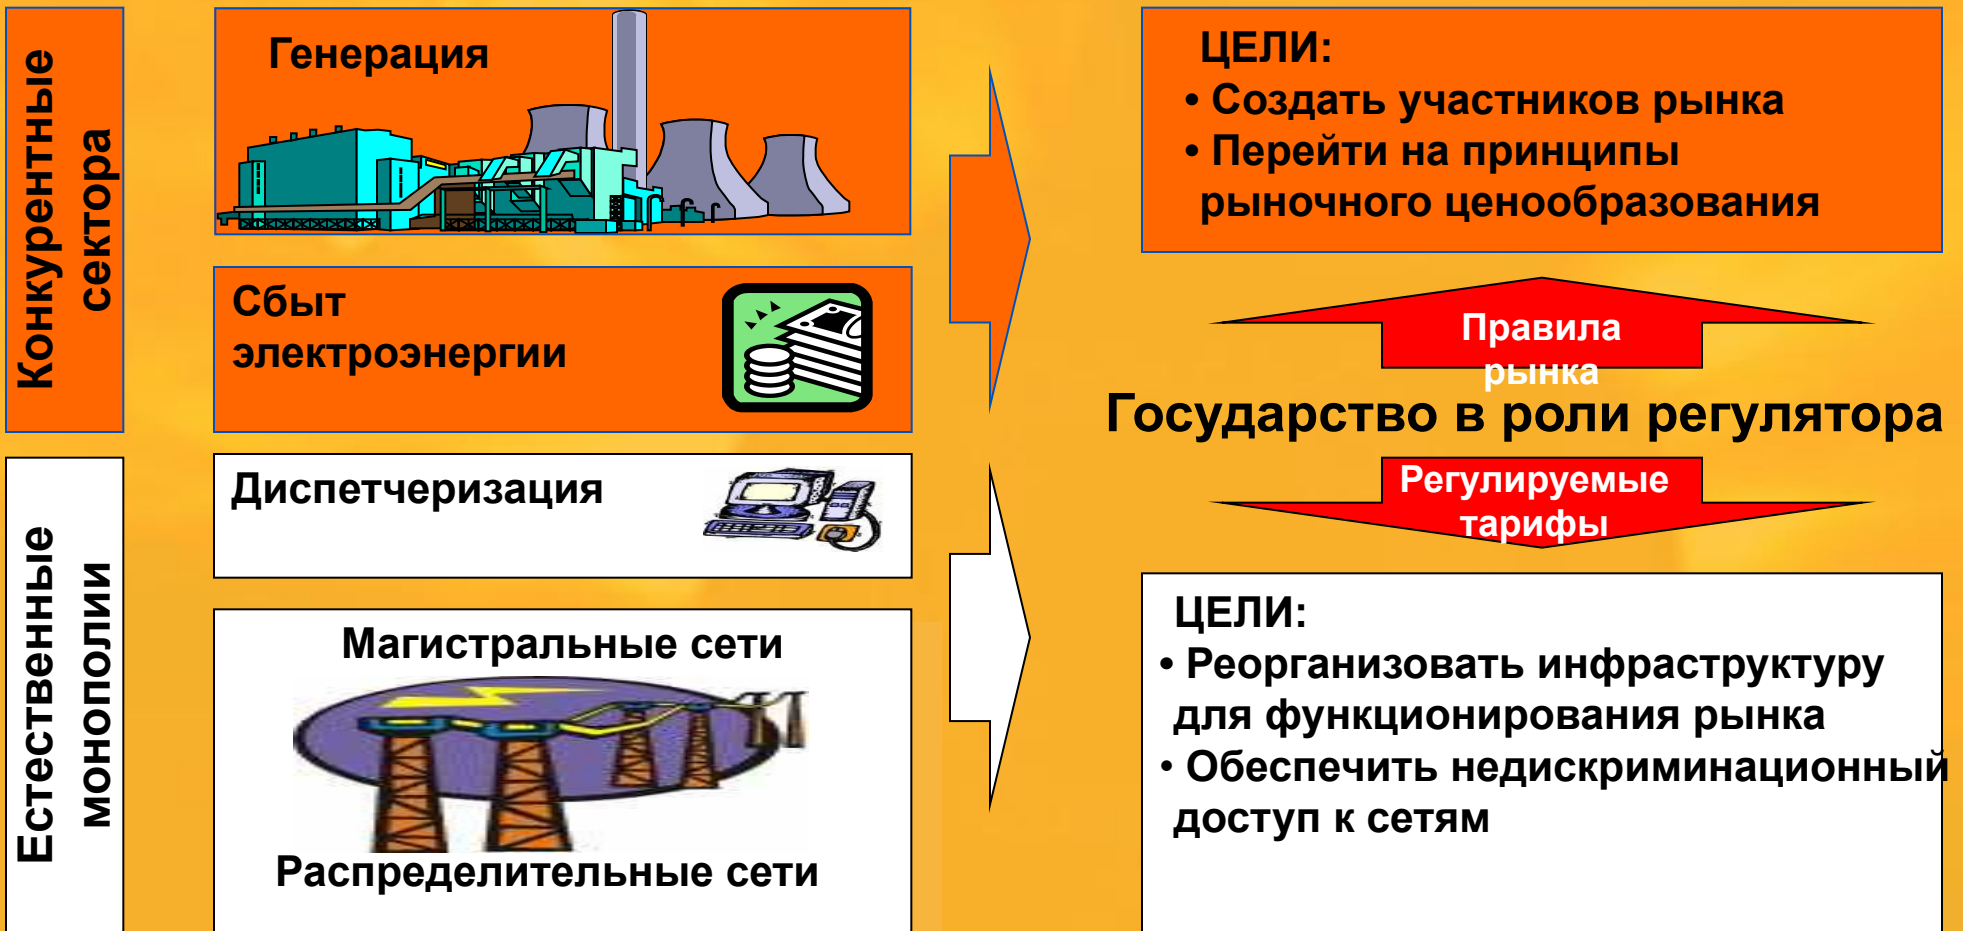 Конкурентные
сектора
Генерация
Сбыт
электроэнергии
ЦЕЛИ:
• Создать участников рынка
• Перейти на принципы
рыночного ценообразования
Правила
рынка
Государство в роли регулятора
Регулируемые
тарифы
Естественные
монополии
Диспетчеризация
Магистральные сети
Распределительные сети
ЦЕЛИ:
• Реорганизовать инфраструктуру
для функционирования рынка
• Обеспечить недискриминационный
доступ к сетям